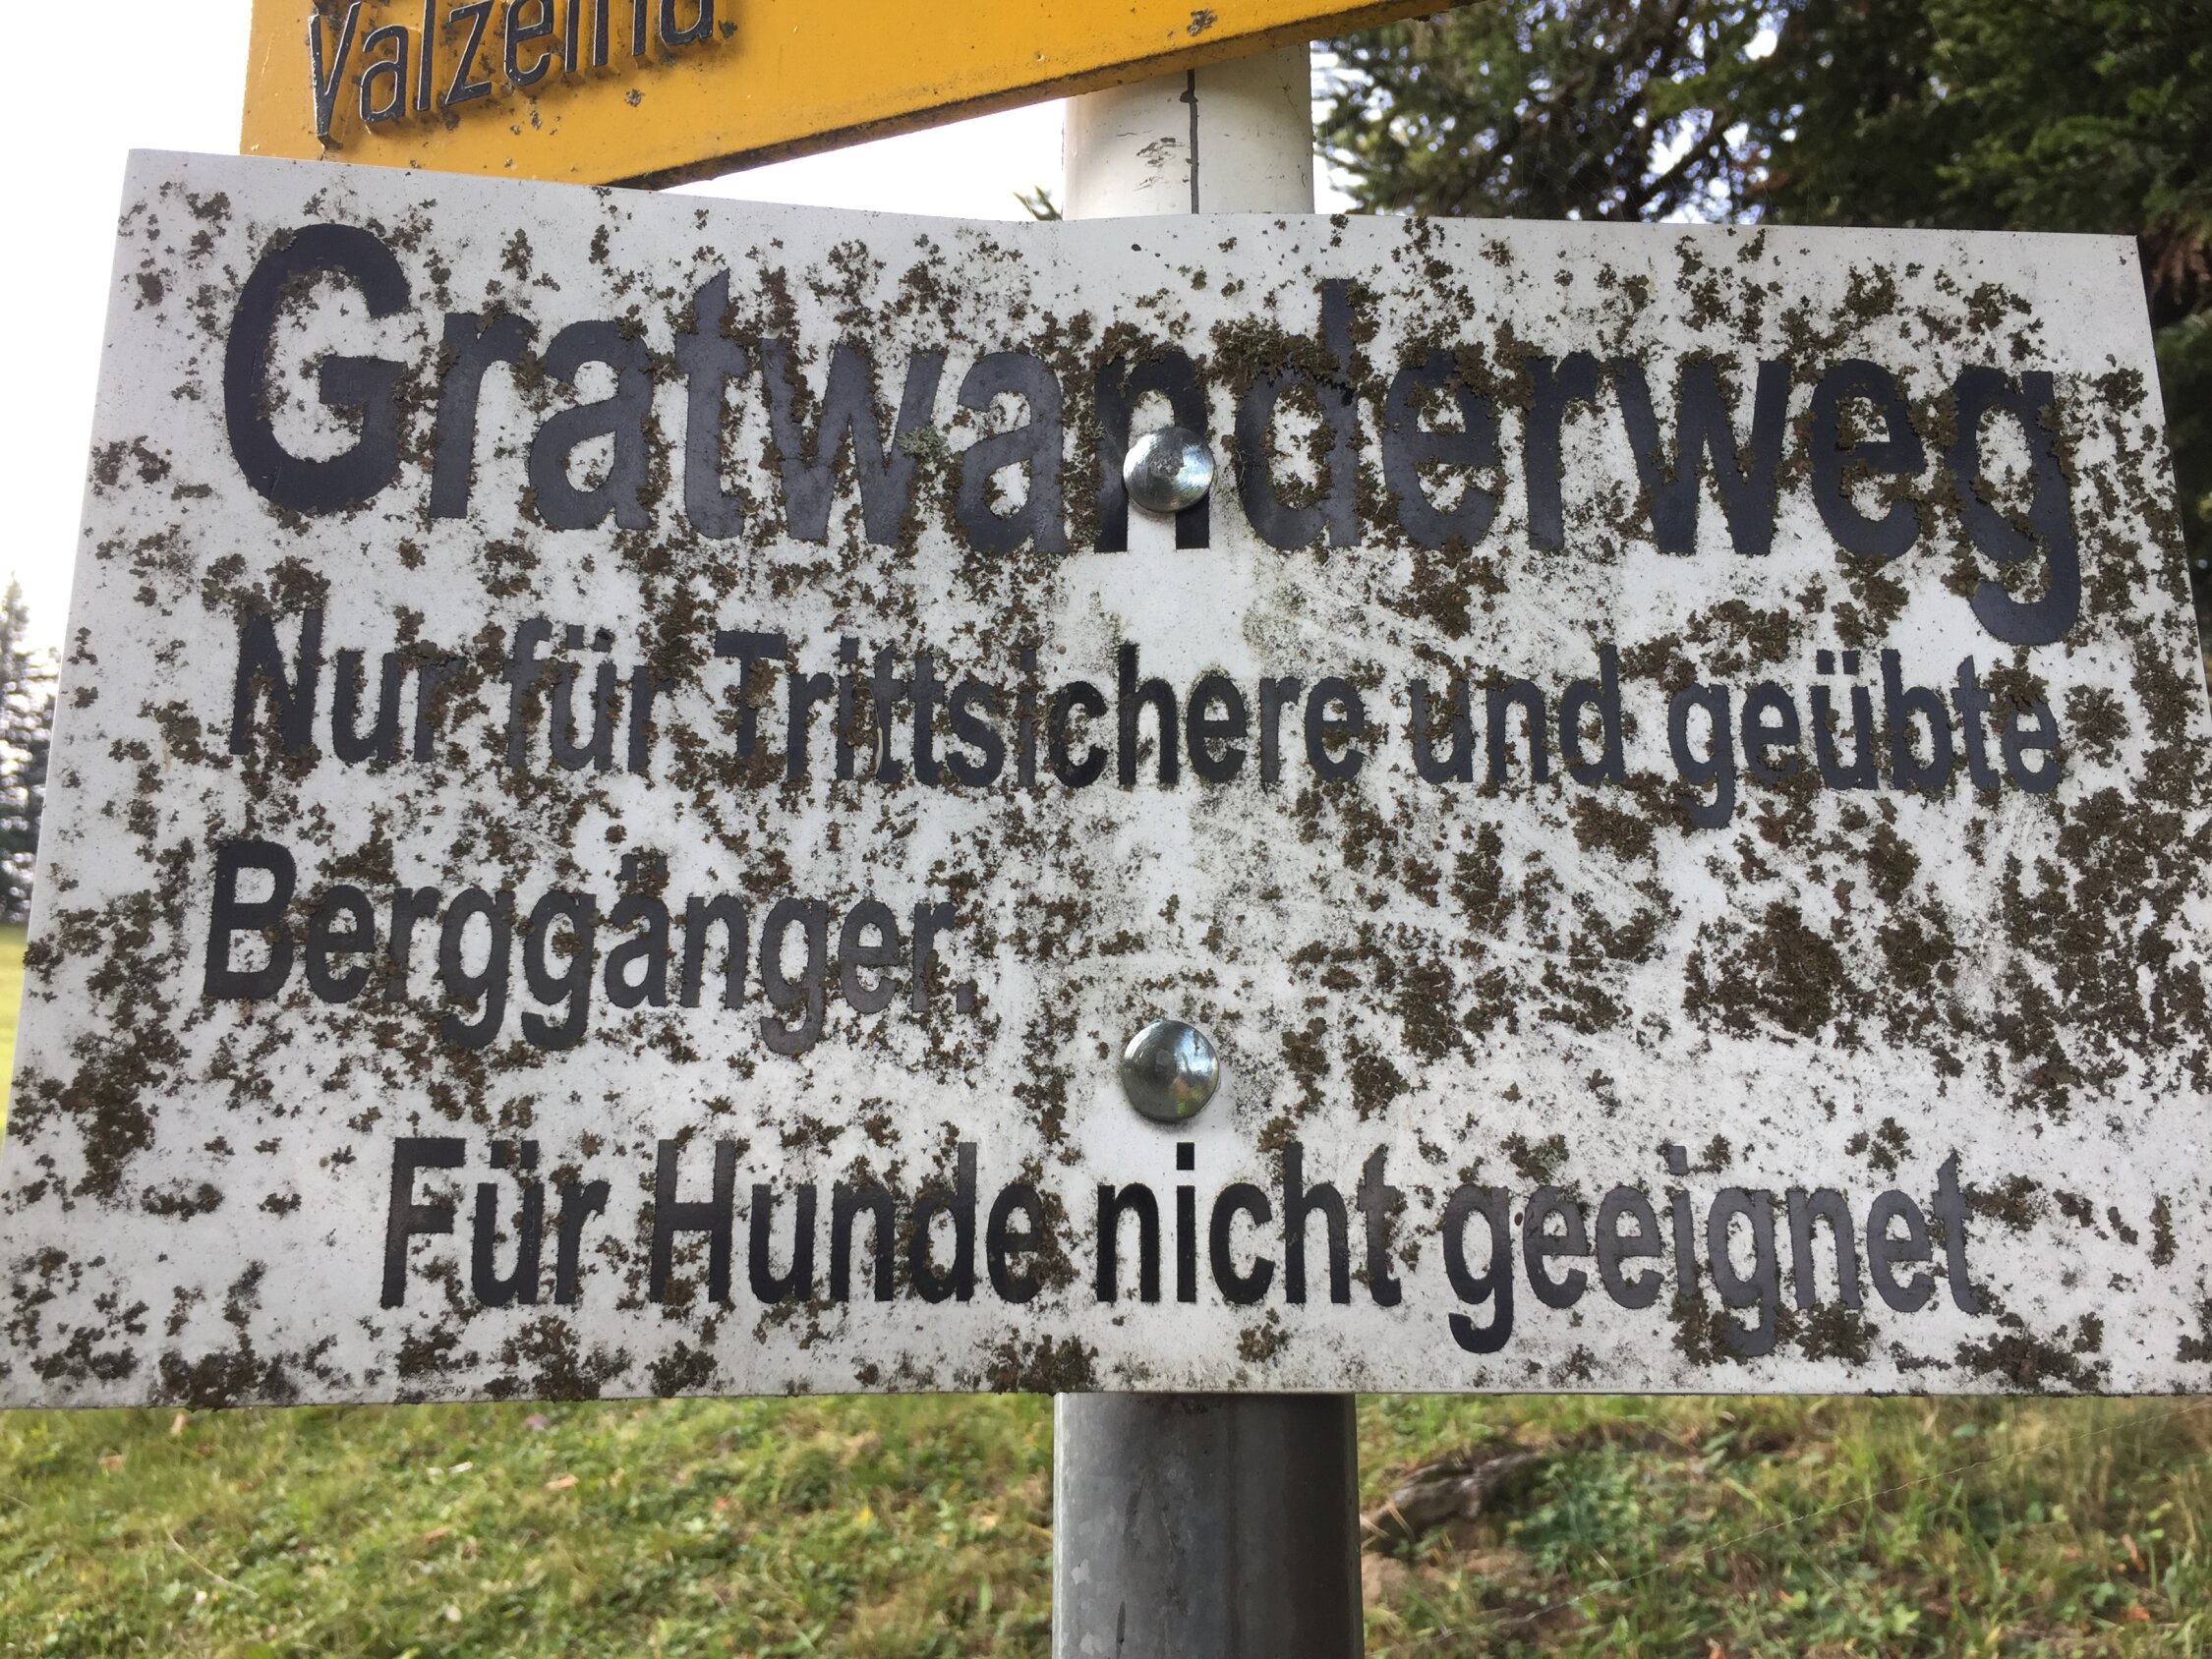 Valzeina.
Gratwanderweg
Nur für Trittsichere und geübte
Berggänger.
Für Hunde nicht geeignet